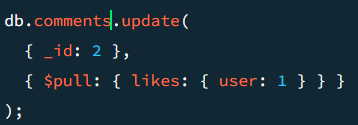 db.comments.update(
  { _id: 2 },
  { $pull: { likes: { user: 1 } } }
);